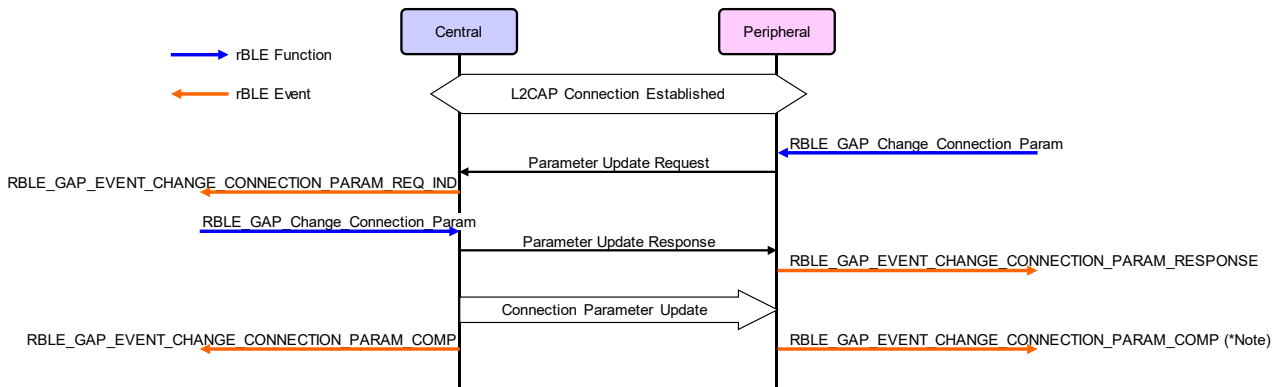 Central
Peripheral
rBLE Function
rBLE Event
L2CAP Connection Established
RBLE_GAP_Change_Connection_Param
Parameter Update Request
RBLE_GAP_EVENT_CHANGE_CONNECTION_PARAM_REQ_IND
RBLE_GAP_Change_Connection_Param
Parameter Update Response
RBLE_GAP_EVENT_CHANGE_CONNECTION_PARAM_RESPONSE
Connection Parameter Update
RBLE_GAP_EVENT_CHANGE_CONNECTION_PARAM_COMP
RBLE_GAP_EVENT_CHANGE_CONNECTION_PARAM_COMP (*Note)